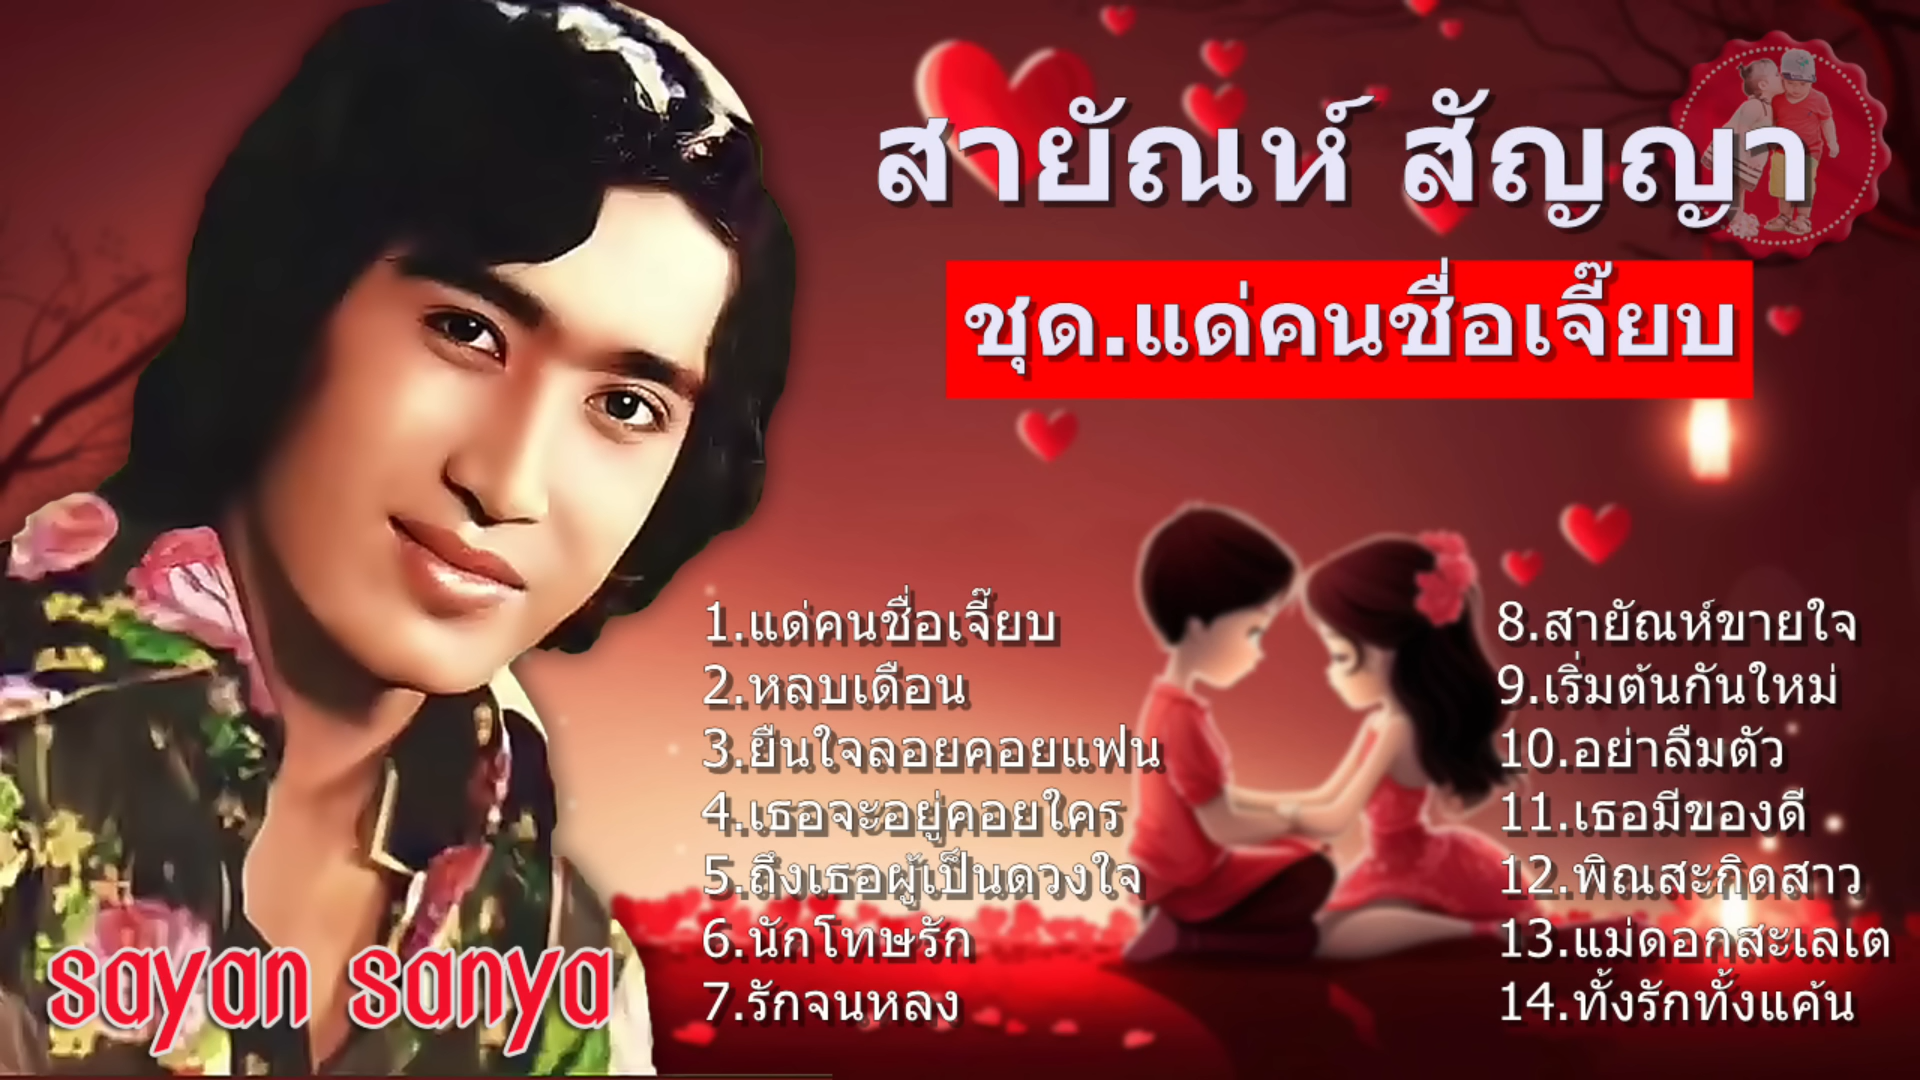 สายัณห์ สัญญา
ชุด.แด่คนชื่อเจี๊ยบ
1.แด่คนชื่อเจี๊ยบ
2.หลบเดือน
3.ยืนใจลอยคอยแฟน
4.เธอจะอยู่คอยใคร
5.ถึงเธอผู้เป็นดวงใจ
6.นักโทษรัก
7.รักจนหลง
8.สายัณห์ขายใจ
9.เริ่มต้นกันใหม่
10.อย่าลืมตัว
11.เธอมีของดี
12.พิณสะกิดสาว
13.แม่ดอกสะเลเต
14.ทั้งรักทั้งแค้น
sayan sanya